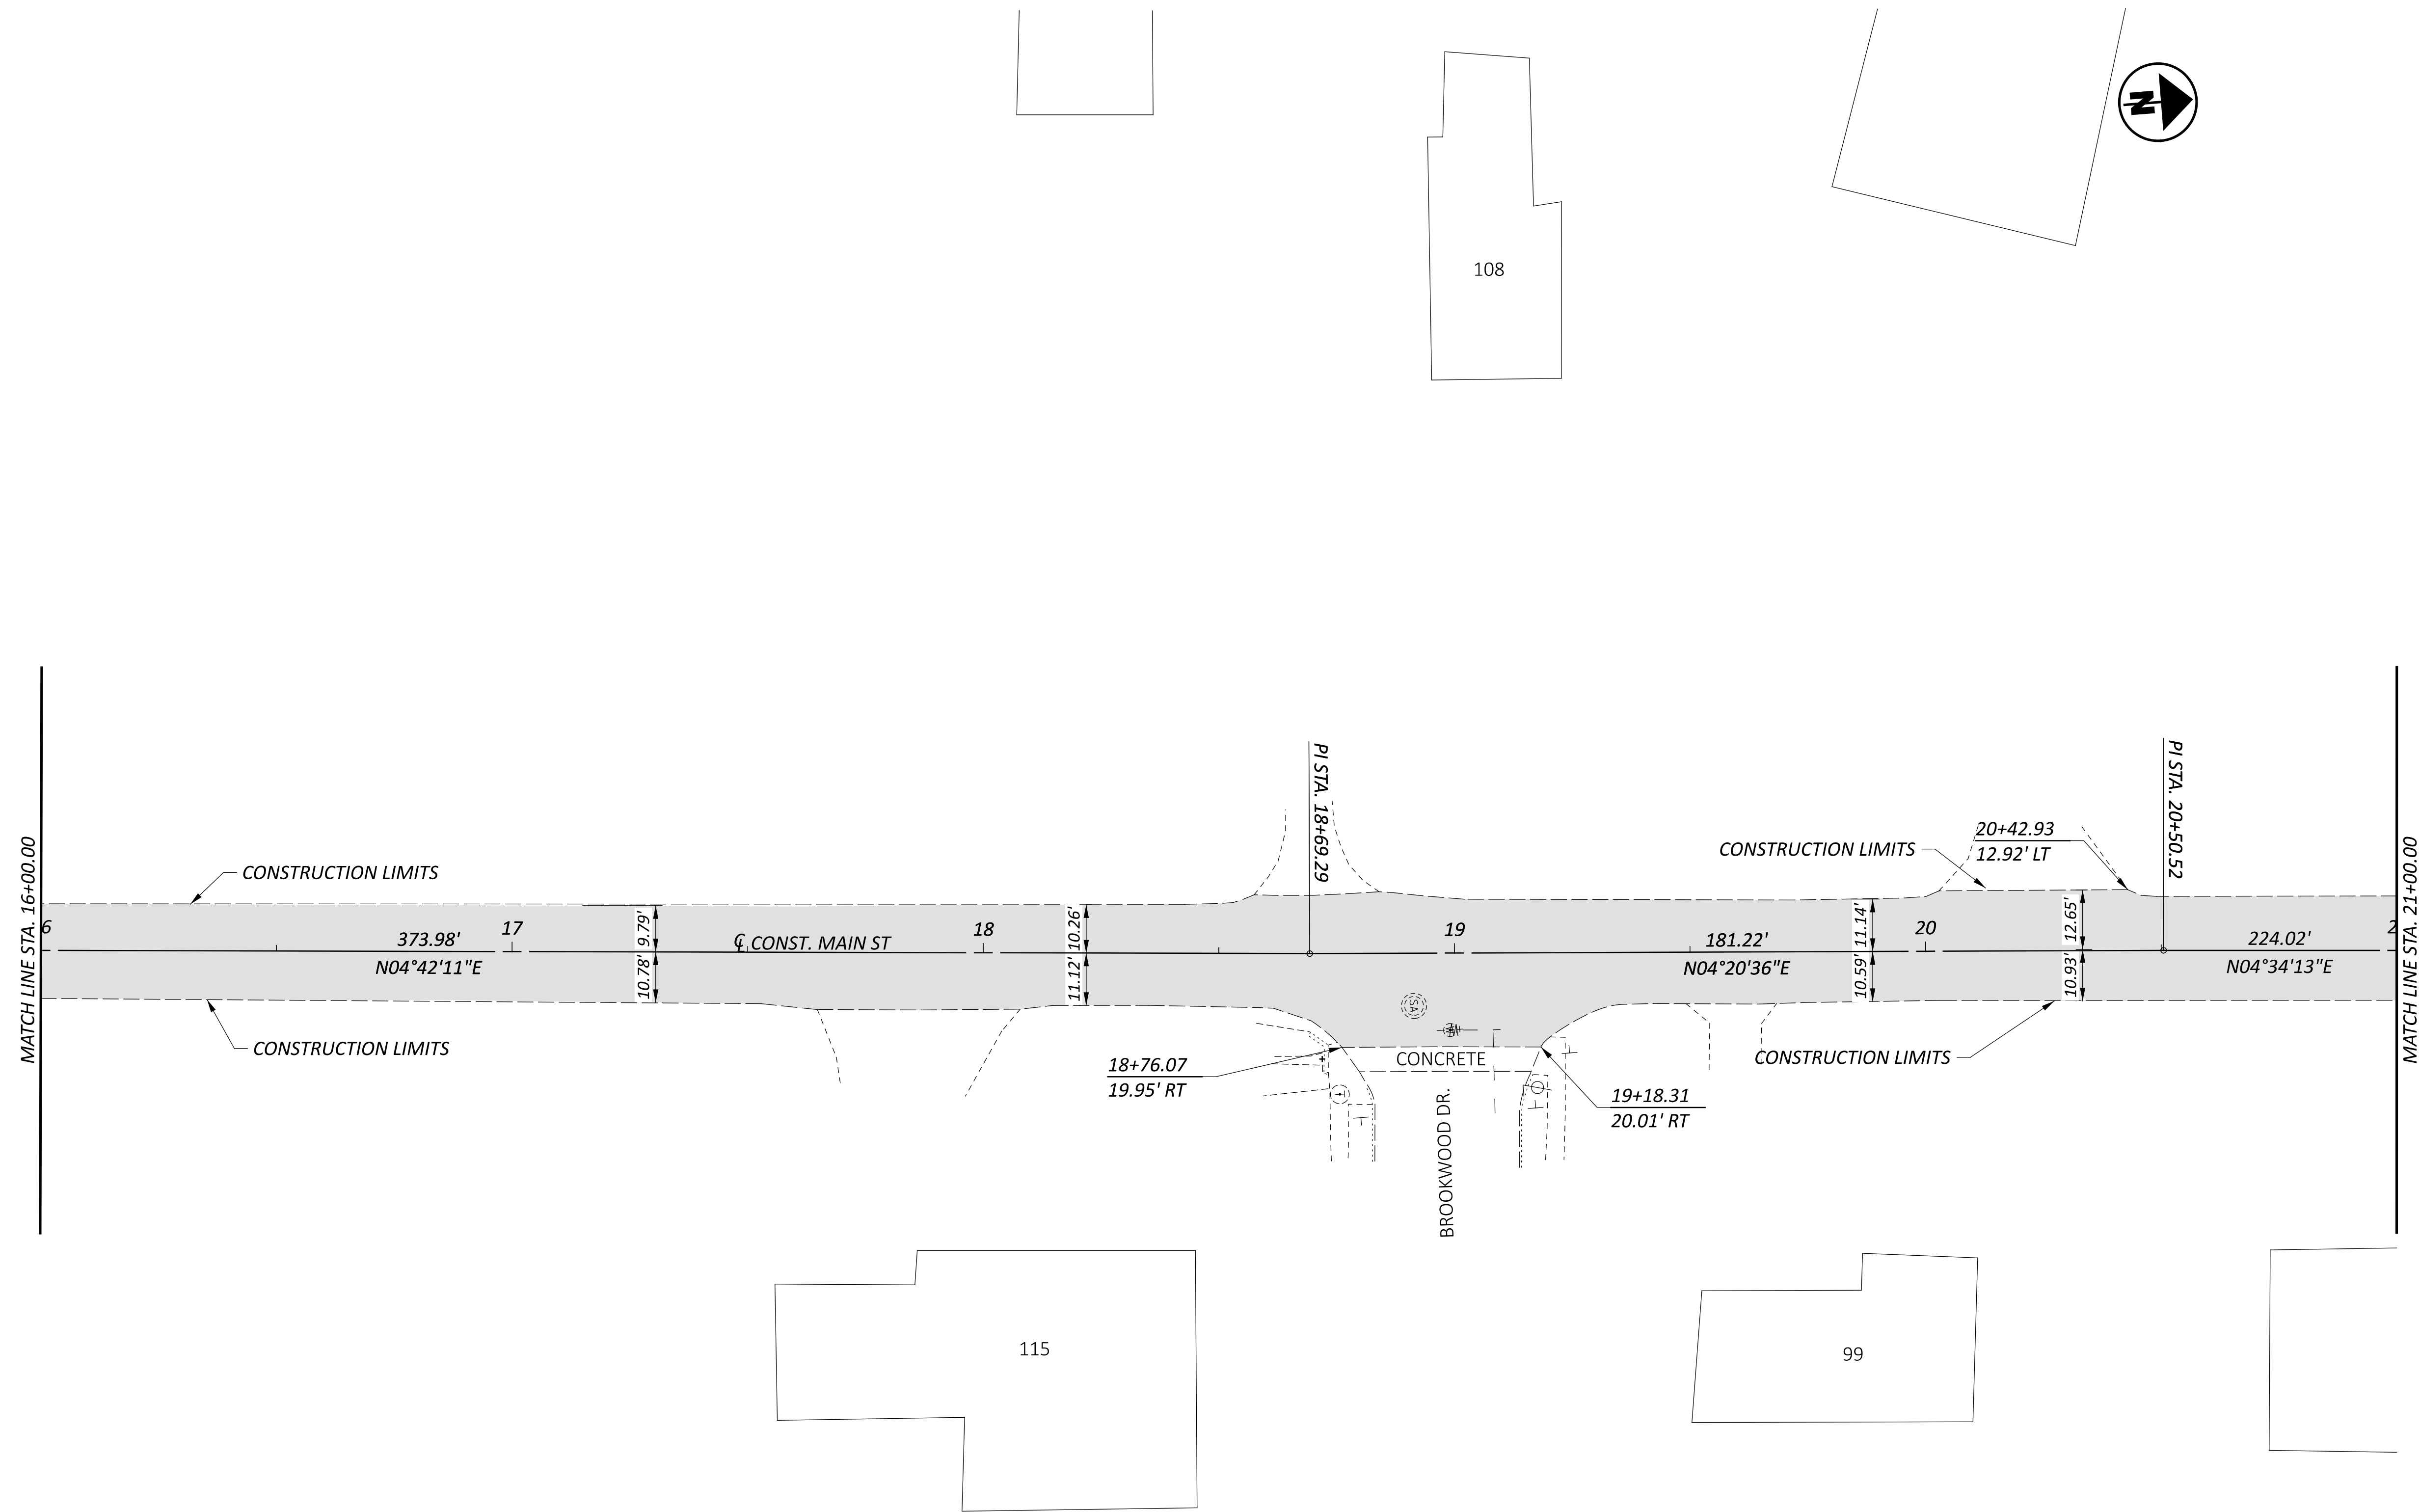 N
108
PI STA. 18+69.29
PI STA. 20+50.52
MATCH LINE STA. 16+00.00
MATCH LINE STA. 21+00.00
CONSTRUCTION LIMITS
CONSTRUCTION LIMITS
20+42.93
12.92' LT
6
17
18
19
20
2
373.98'
N04°42'11"E
9.79'
10.78'
CONST. MAIN ST
10.26'
11.12'
181.22'
N04°20'36"E
11.14'
10.59'
12.65'
10.93'
224.02'
N04°34'13"E
SA
CONSTRUCTION LIMITS
CONSTRUCTION LIMITS
18+76.07
19.95' RT
CONCRETE
BROOKWOOD DR.
19+18.31
20.01' RT
115
99